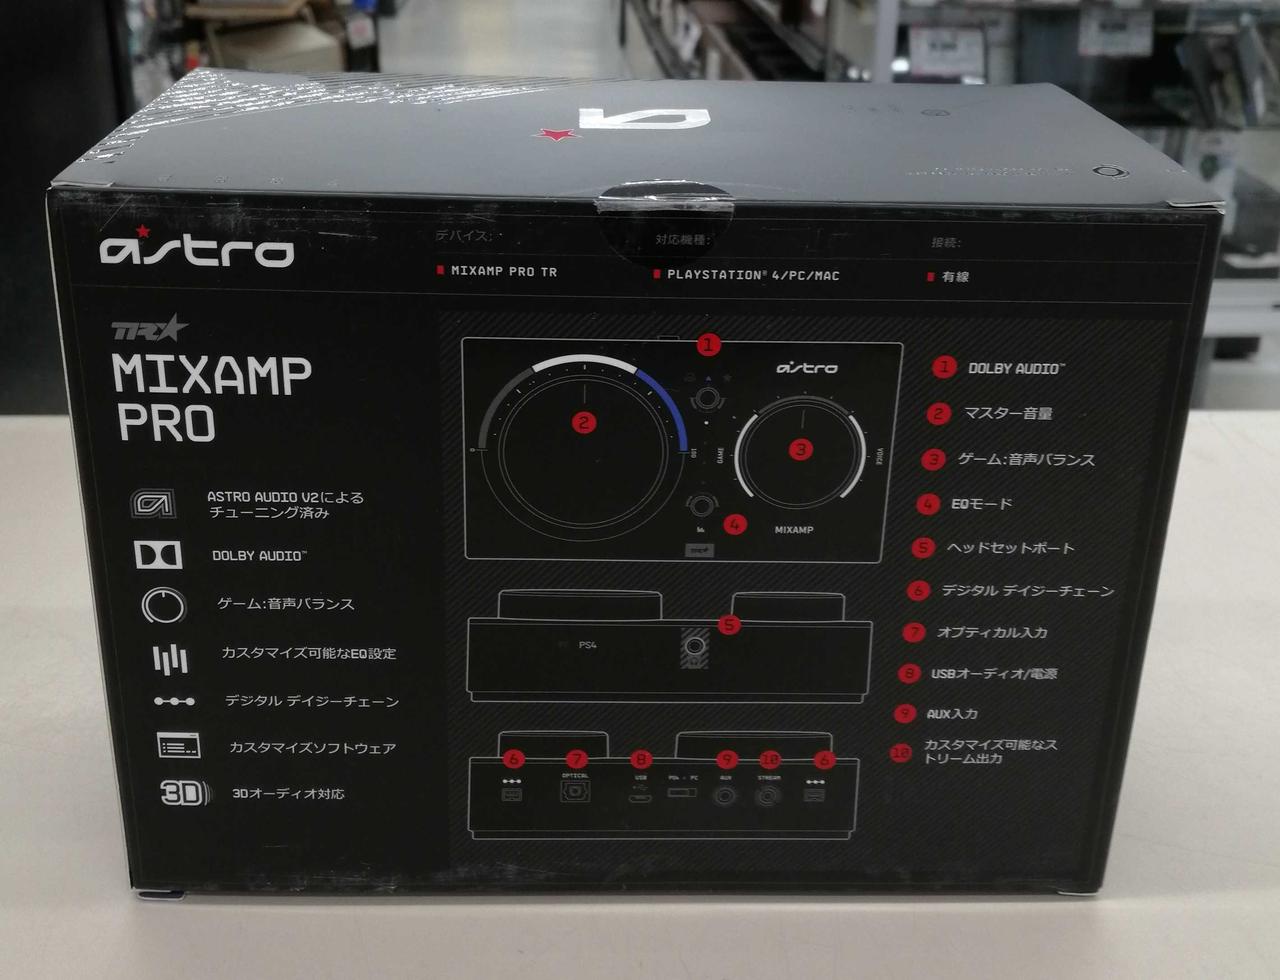 astro
デバイス:
MIXAMP PRO TR
対応機種:
PLAYSTATION® 4/PC/MAC
接続:
有線
TR
MIXAMP
PRO
ASTRO AUDIO V2による
チューニング済み
DOLBY AUDIO™
ゲーム:音声バランス
カスタマイズ可能なEQ設定
デジタル デイジーチェーン
カスタマイズソフトウェア
3D
3Dオーディオ対応
1
astro
2
3
0
100
GAME
VOICE
4
MIXAMP
PS4
5
6
7
8
9
10
6
OPTICAL
USB
PS4 - PC
AUX
STREAM
1 DOLBY AUDIO™
2 マスター音量
3 ゲーム:音声バランス
4 EQモード
5 ヘッドセットポート
6 デジタル デイジーチェーン
7 オプティカル入力
8 USBオーディオ/電源
9 AUX入力
10 カスタマイズ可能なス
トリーム出力